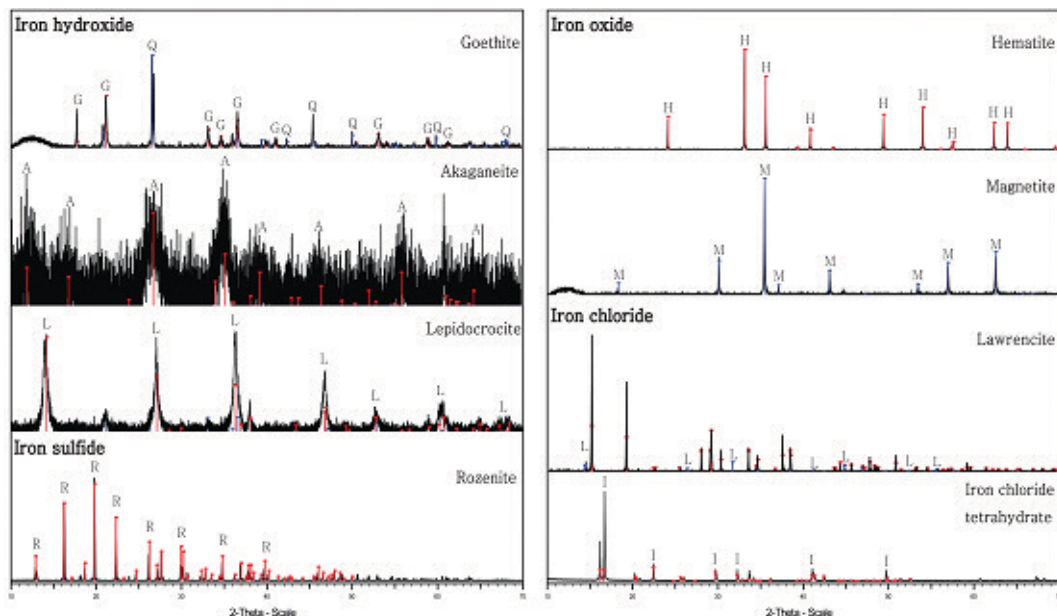 Iron hydroxide
Goethite
Q
G G G G G G Q Q Q G G Q G Q
Akaganeite
A A A A A A A A
Lepidocrocite
L L L L L L L
Iron sulfide
Rozenite
R R R R R R R R
2-Theta - Scale
Iron oxide
Hematite
H H H H H H H H H
Magnetite
M M M M M M M M
Iron chloride
Lawrencite
L L L L L L L
Iron chloride
tetrahydrate
I I I I I I
2-Theta - Scale